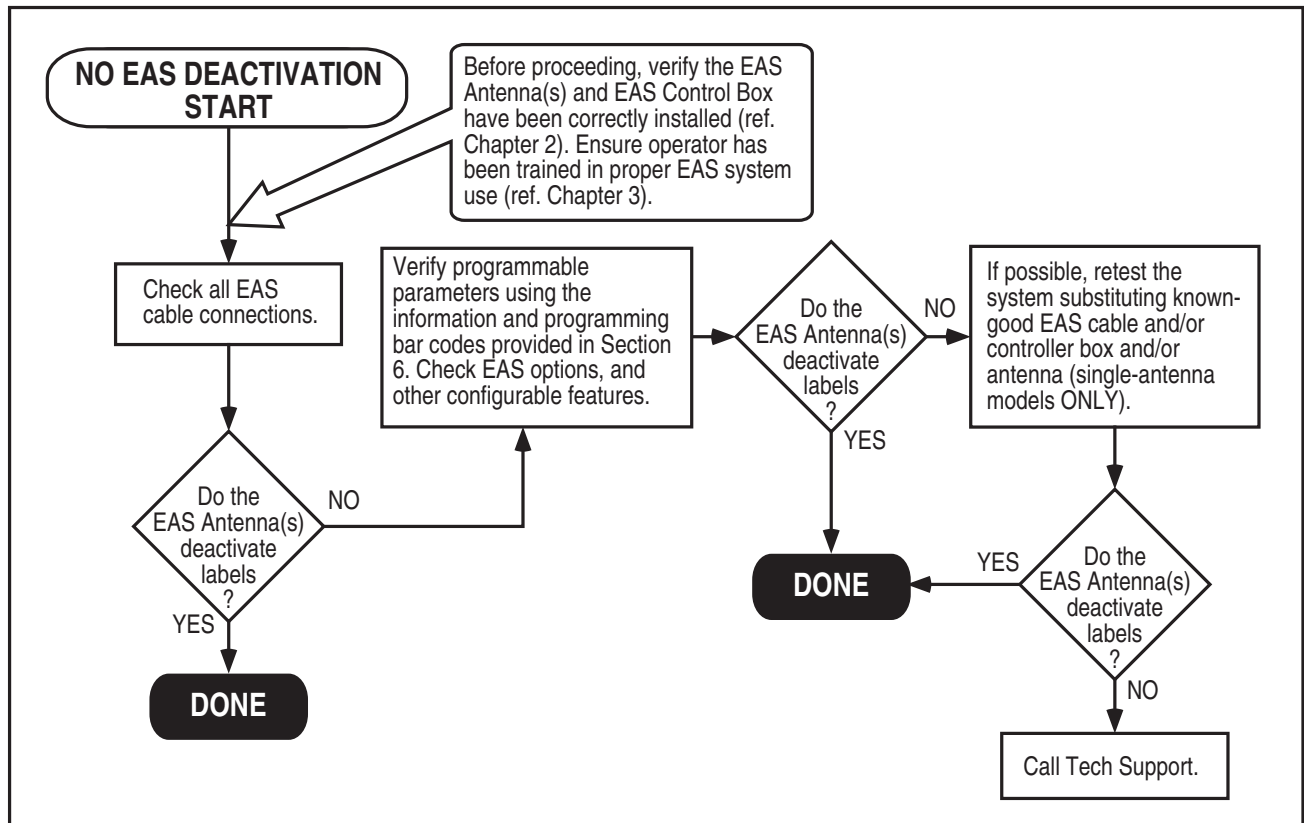 NO EAS DEACTIVATION
START
Before proceeding, verify the EAS
Antenna(s) and EAS Control Box
have been correctly installed (ref.
Chapter 2). Ensure operator has
been trained in proper EAS system
use (ref. Chapter 3).
Check all EAS
cable connections.
Do the
EAS Antenna(s)
deactivate
labels
?
NO
YES
DONE
Verify programmable
parameters using the
information and programming
bar codes provided in Section
6. Check EAS options, and
other configurable features.
Do the
EAS Antenna(s)
deactivate
labels
?
NO
YES
DONE
If possible, retest the
system substituting known-
good EAS cable and/or
controller box and/or
antenna (single-antenna
models ONLY).
Do the
EAS Antenna(s)
deactivate
labels
?
YES
NO
Call Tech Support.